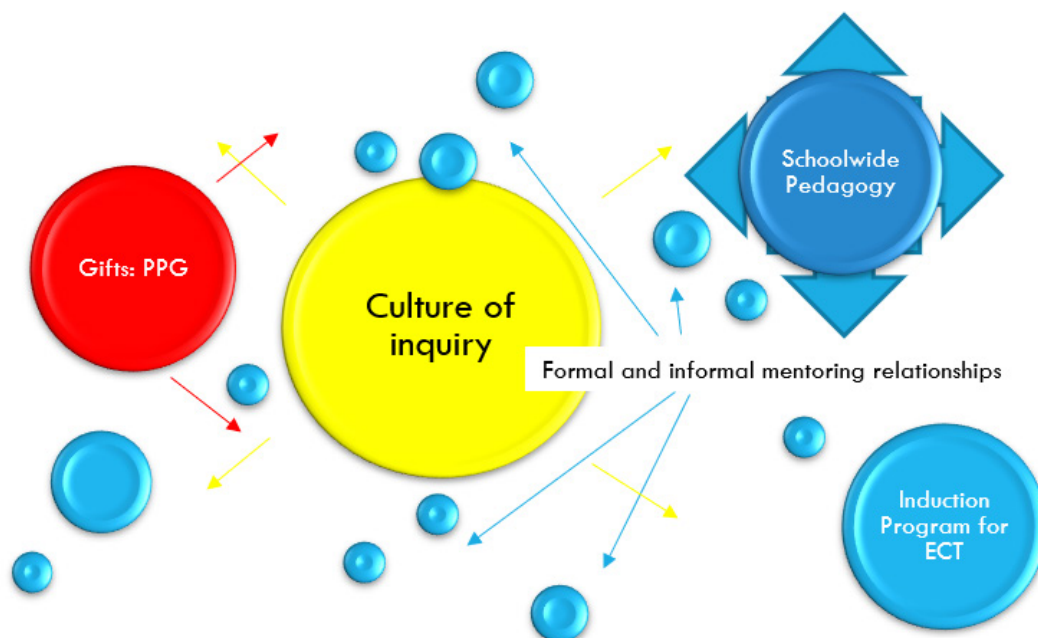 Schoolwide
Pedagogy
Gifts: PPG
Culture of
inquiry
Formal and informal mentoring relationships
Induction
Program for
ECT